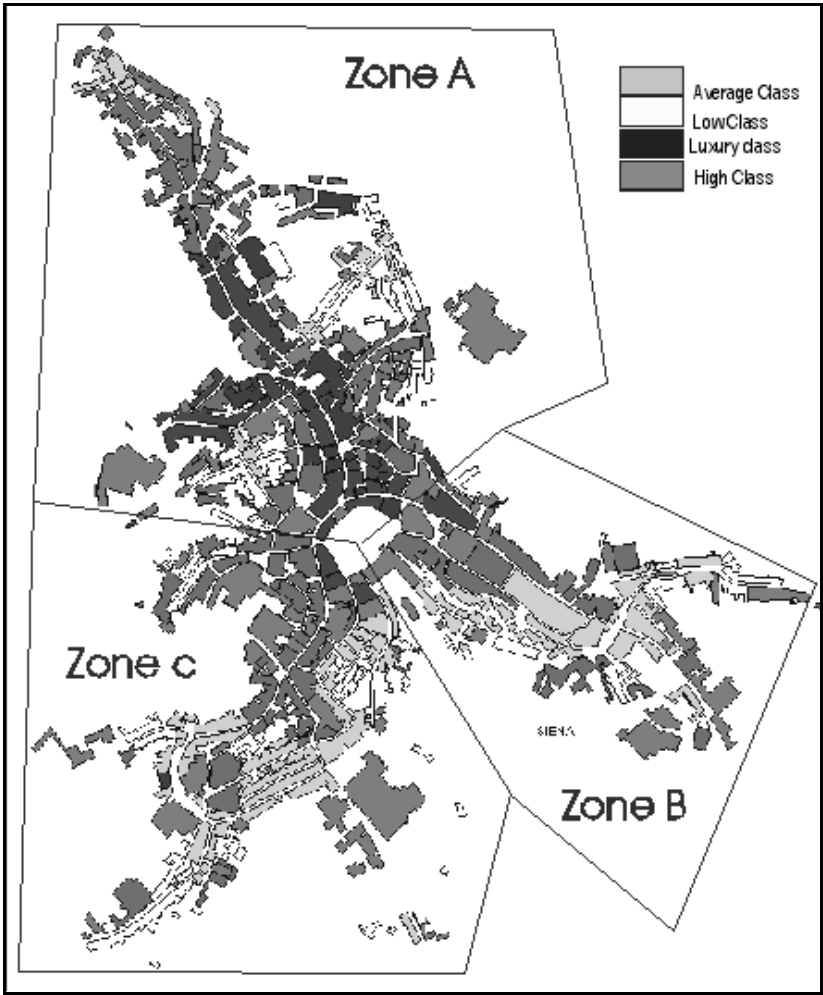 Zone A
Average Class
LowClass
Luxury class
High Class
Zone c
SIENA
Zone B